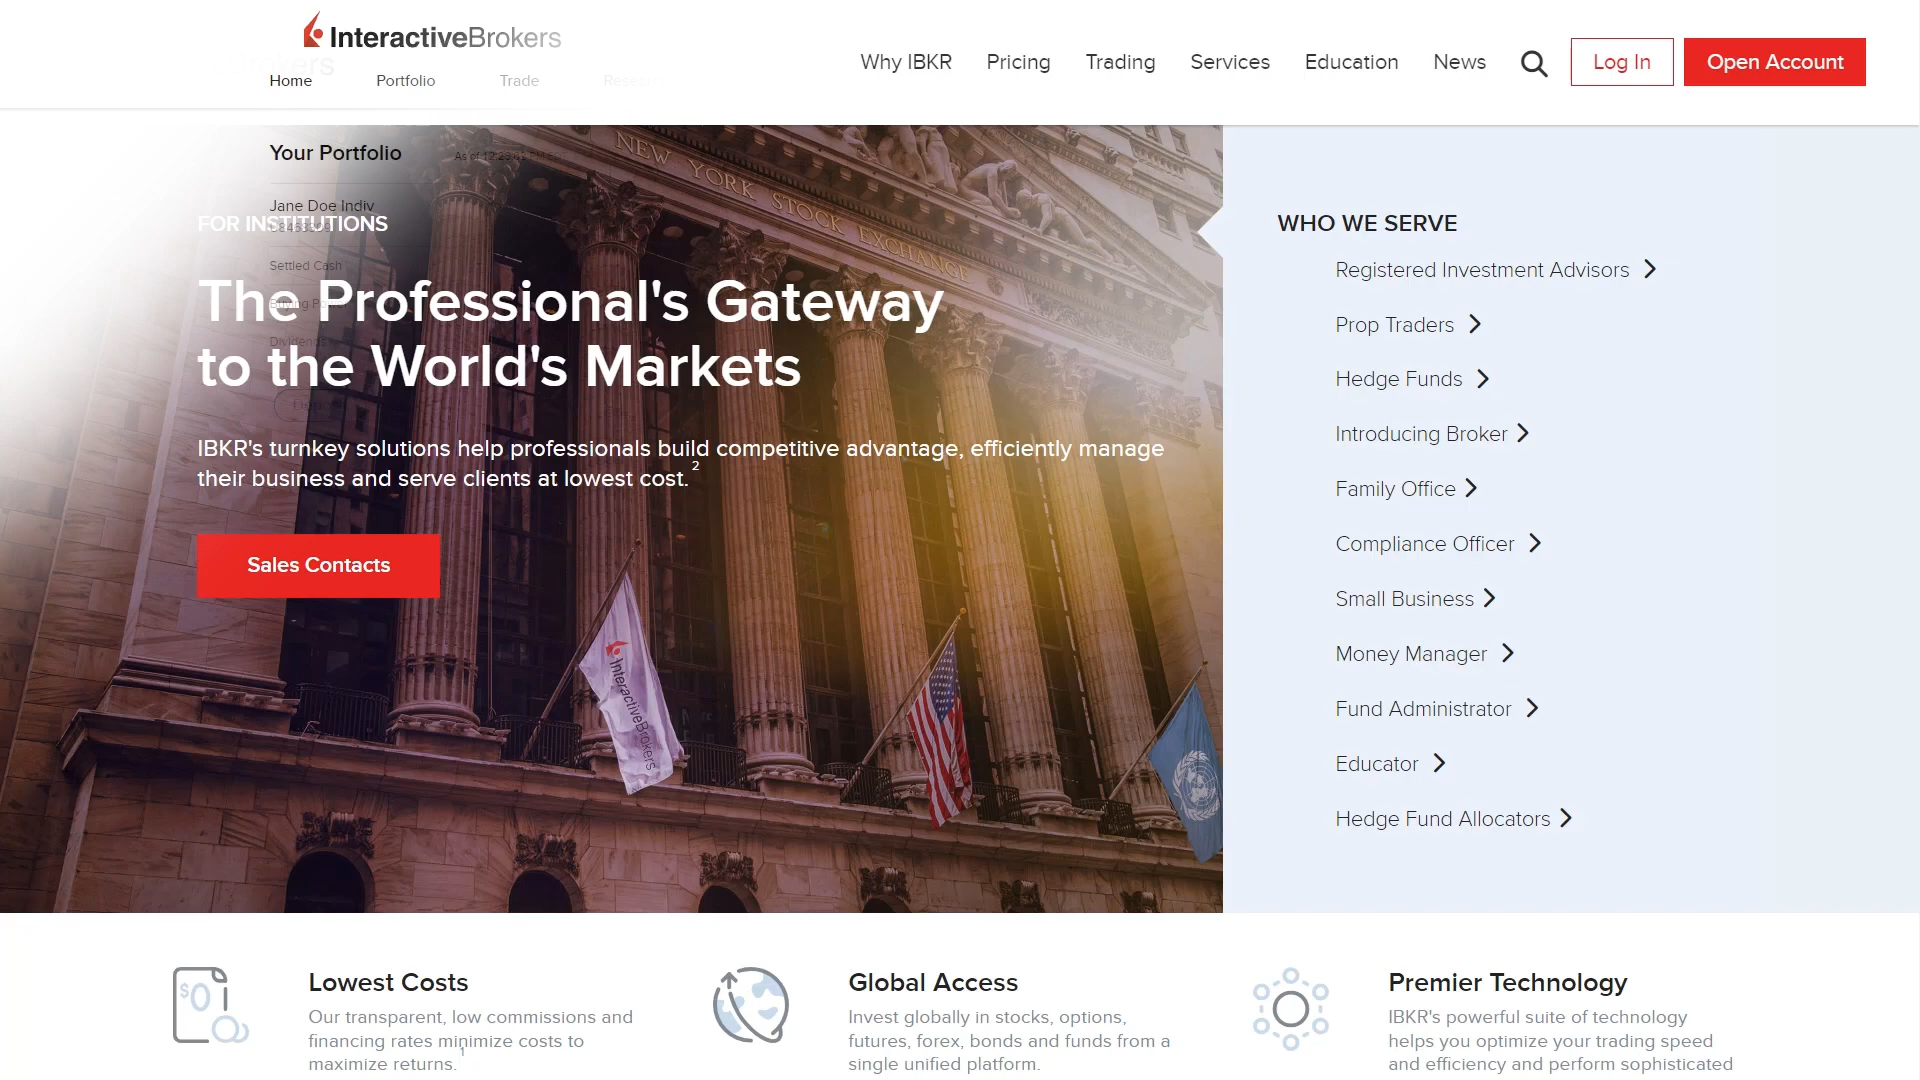 InteractiveBrokers
Home Portfolio Trade
Why IBKR Pricing Trading Services Education News Log In Open Account
Your Portfolio
Jane Doe Indiv
FOR INSTITUTIONS
Settled Cash
The Professional's Gateway
to the World's Markets
Dividends
IBKR's turnkey solutions help professionals build competitive advantage, efficiently manage
their business and serve clients at lowest cost.2
Sales Contacts
NEW YORK STOCK EXCHANGE
InteractiveBrokers
WHO WE SERVE
Registered Investment Advisors
Prop Traders
Hedge Funds
Introducing Broker
Family Office
Compliance Officer
Small Business
Money Manager
Fund Administrator
Educator
Hedge Fund Allocators
$
Lowest Costs
Our transparent, low commissions and
financing rates minimize costs to
maximize returns.1
Global Access
Invest globally in stocks, options,
futures, forex, bonds and funds from a
single unified platform.
Premier Technology
IBKR's powerful suite of technology
helps you optimize your trading speed
and efficiency and perform sophisticated